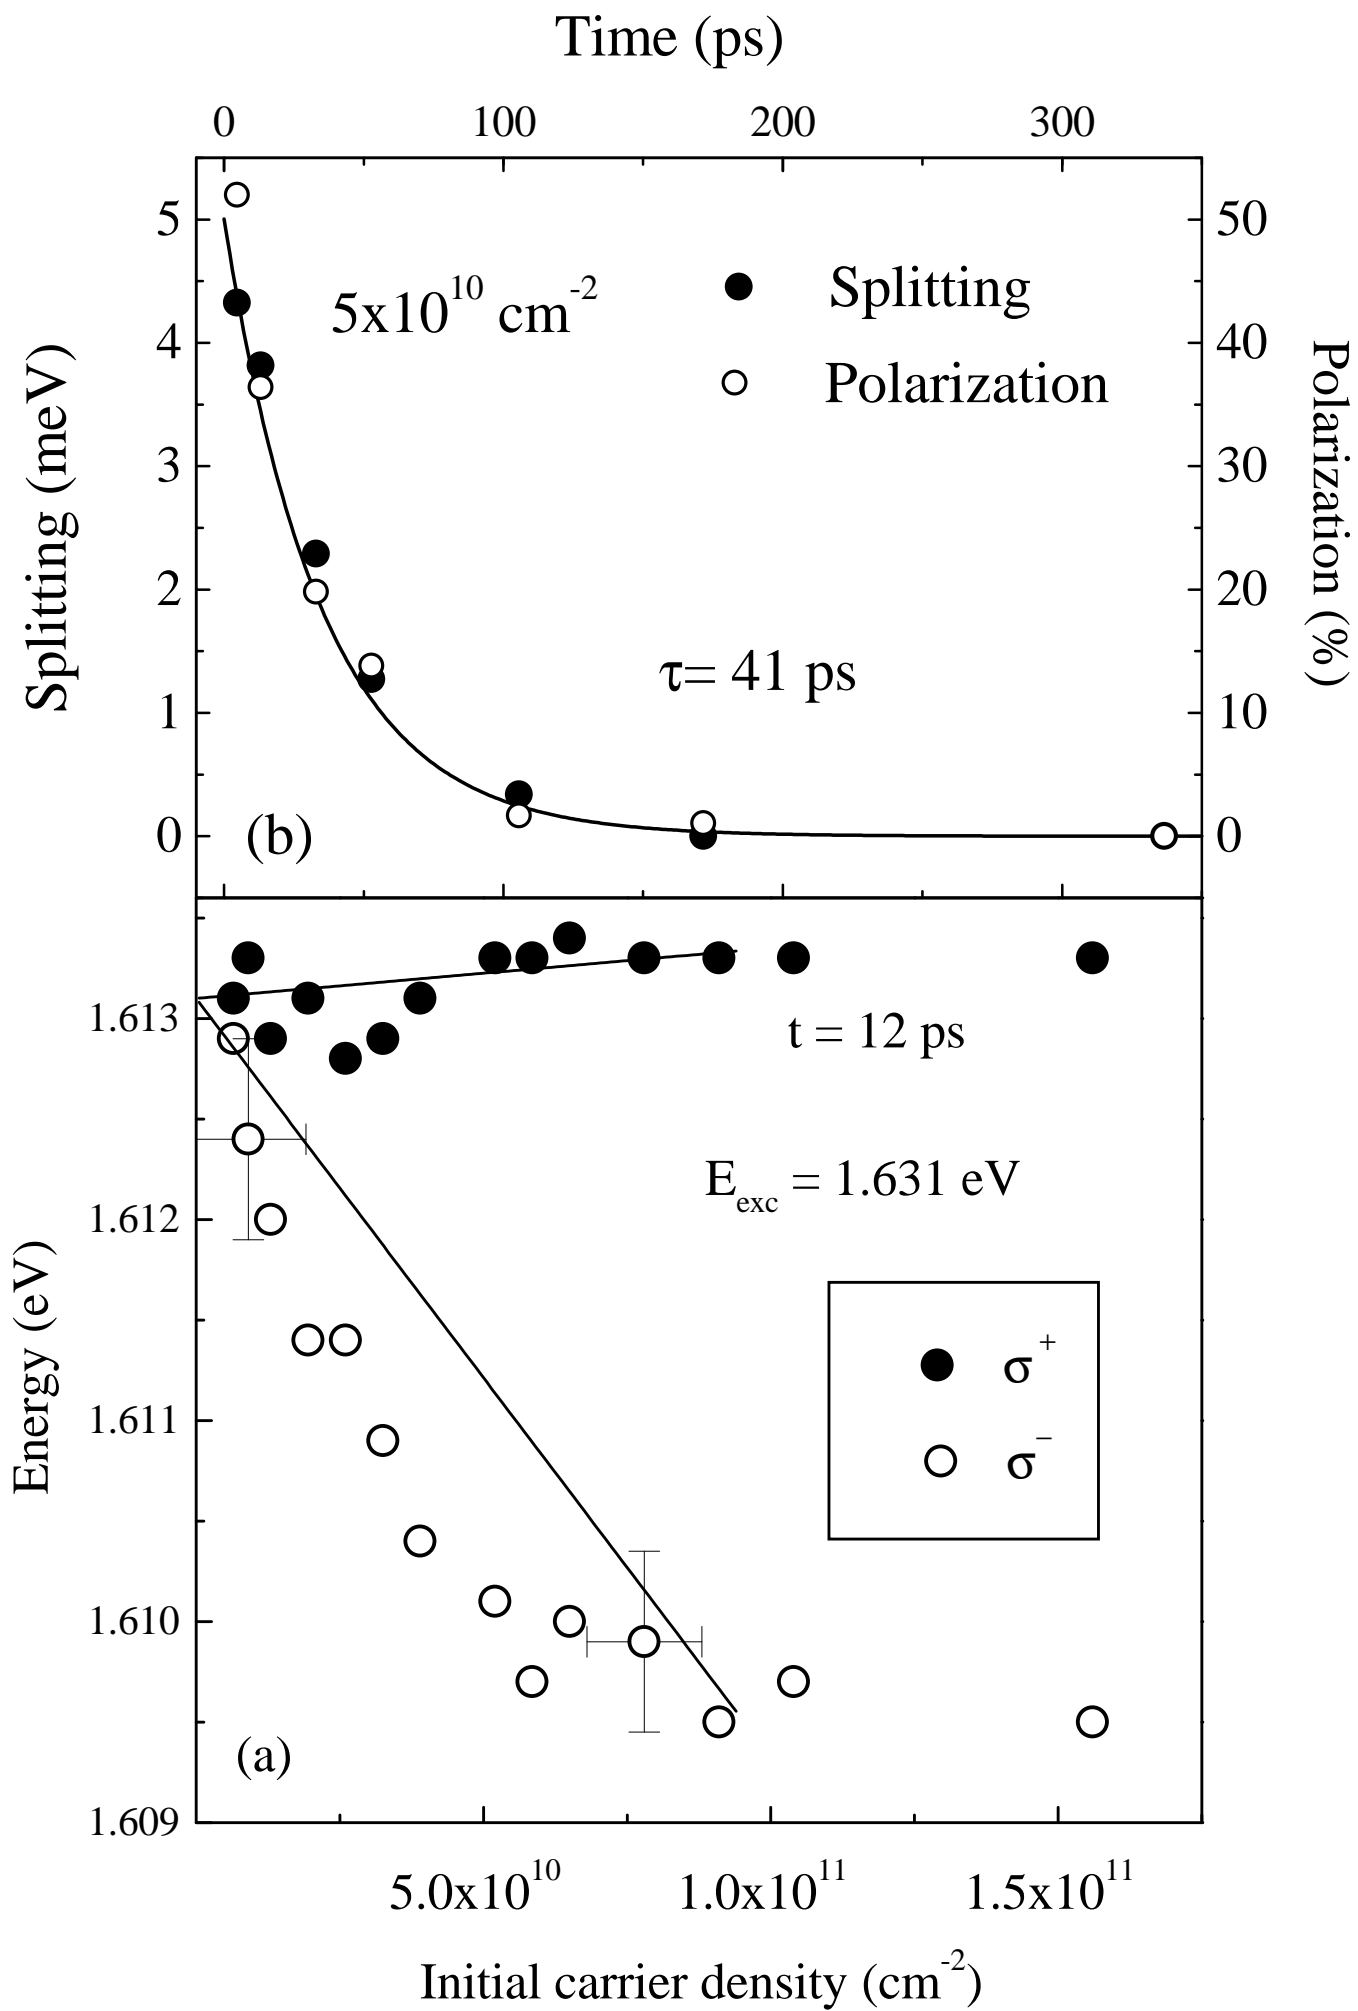 Time (ps)
0 100 200 300
5 50
5x10^10 cm^-2
Splitting
4 40
Polarization
3 30
Splitting (meV)
Polarization (%)
2 20
τ= 41 ps
1 10
(b)
0 0
1.613
t = 12 ps
E_exc = 1.631 eV
1.612
Energy (eV)
σ^+
1.611
σ^-
1.610
(a)
1.609
5.0x10^10 1.0x10^11 1.5x10^11
Initial carrier density (cm^-2)